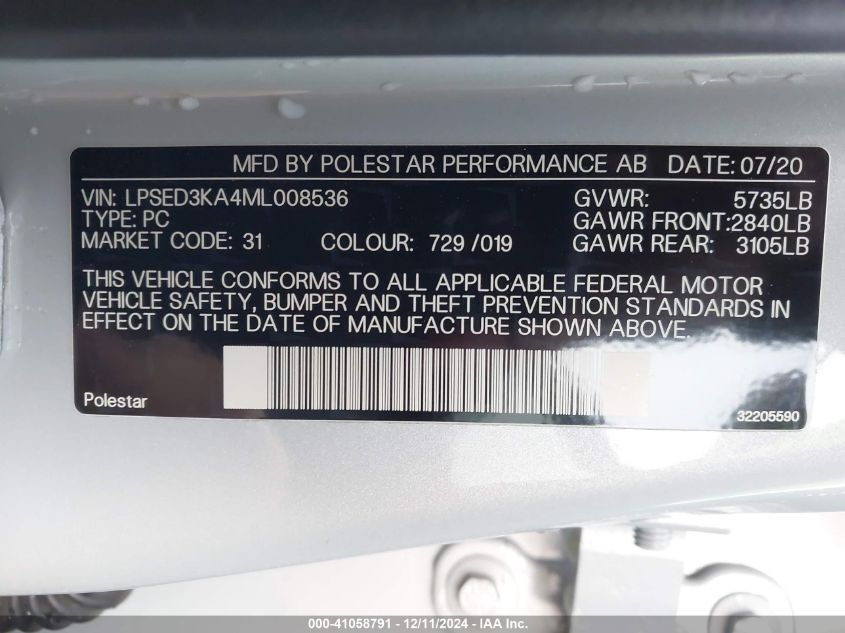 MFD BY POLESTAR PERFORMANCE AB DATE: 07/20
VIN: LPSED3KA4ML008536 GVWR: 5735LB
TYPE: PC GAWR FRONT:2840LB
MARKET CODE: 31 COLOUR: 729 /019 GAWR REAR: 3105LB
THIS VEHICLE CONFORMS TO ALL APPLICABLE FEDERAL MOTOR
VEHICLE SAFETY, BUMPER AND THEFT PREVENTION STANDARDS IN
EFFECT ON THE DATE OF MANUFACTURE SHOWN ABOVE.
Polestar 32205590
000-41058791 - 12/11/2024 - IAA Inc.